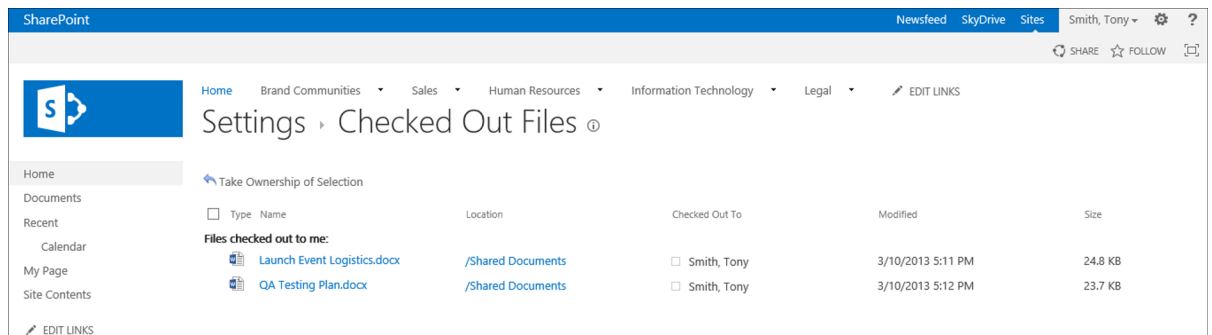 SharePoint Newsfeed SkyDrive Sites Smith, Tony ?
SHARE FOLLOW
S
Home Brand Communities Sales Human Resources Information Technology Legal EDIT LINKS
Settings Checked Out Files
Home
Documents
Recent
Calendar
My Page
Site Contents
EDIT LINKS
Take Ownership of Selection
Type Name Location Checked Out To Modified Size
Files checked out to me:
Launch Event Logistics.docx /Shared Documents Smith, Tony 3/10/2013 5:11 PM 24.8 KB
QA Testing Plan.docx /Shared Documents Smith, Tony 3/10/2013 5:12 PM 23.7 KB